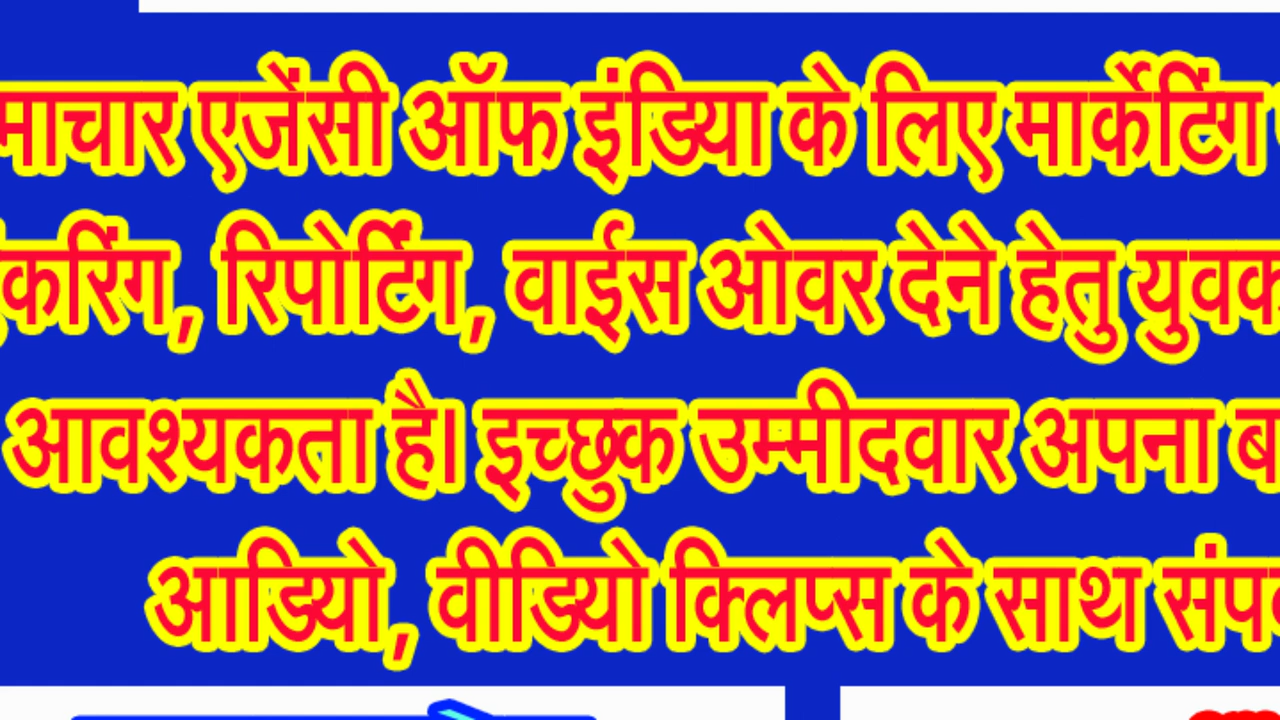 माचार एजेंसी ऑफ इंडिया के लिए मार्केटिंग
करिंग, रिपोर्टिंग, वाईस ओवर देने हेतु युवक
आवश्यकता है। इच्छुक उम्मीदवार अपना ब
आडियो, वीडियो क्लिप्स के साथ संप